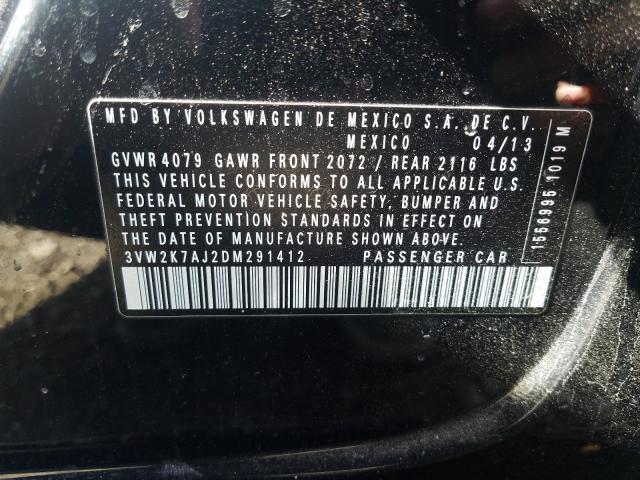 MFD BY VOLKSWAGEN DE MEXICO S.A. DE C.V.
MEXICO 04/13
GVWR 4079 GAWR FRONT 2072 / REAR 2116 LBS
THIS VEHICLE CONFORMS TO ALL APPLICABLE U.S.
FEDERAL MOTOR VEHICLE SAFETY, BUMPER AND
THEFT PREVENTION STANDARDS IN EFFECT ON
THE DATE OF MANUFACTURE SHOWN ABOVE.
3VW2K7AJ2DM291412 PASSENGER CAR
1019 M